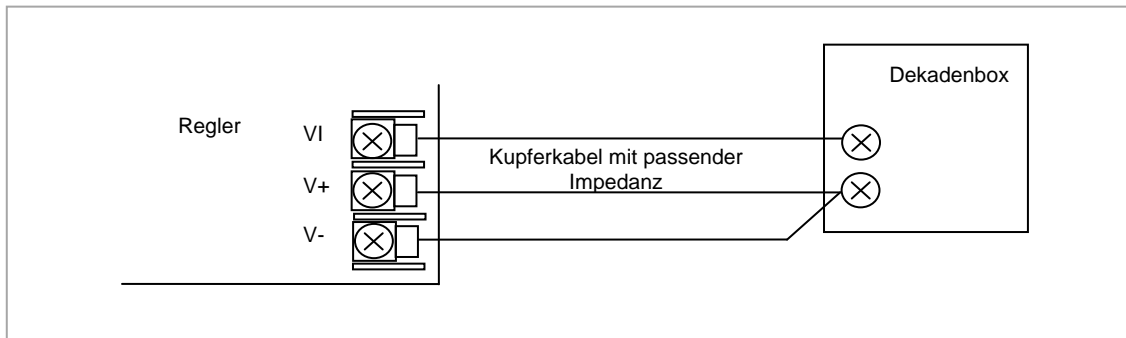 Dekadenbox
Regler
VI
Kupferkabel mit passender
Impedanz
V+
V-